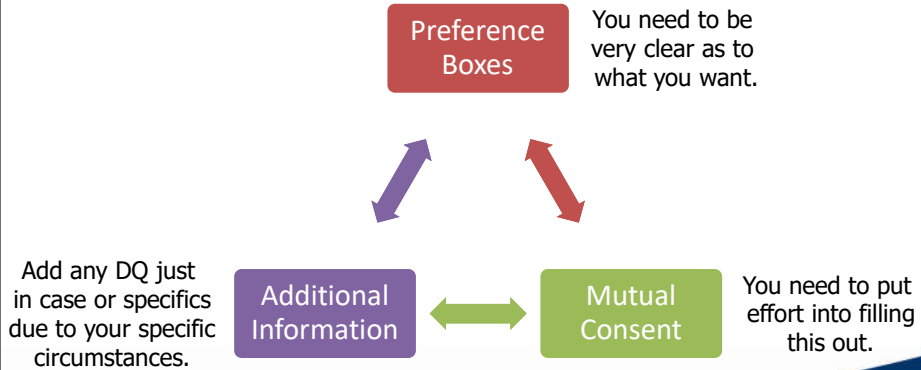 Preference
Boxes
You need to be
very clear as to
what you want.
Add any DQ just
in case or specifics
due to your specific
circumstances.
Additional
Information
Mutual
Consent
You need to put
effort into filling
this out.